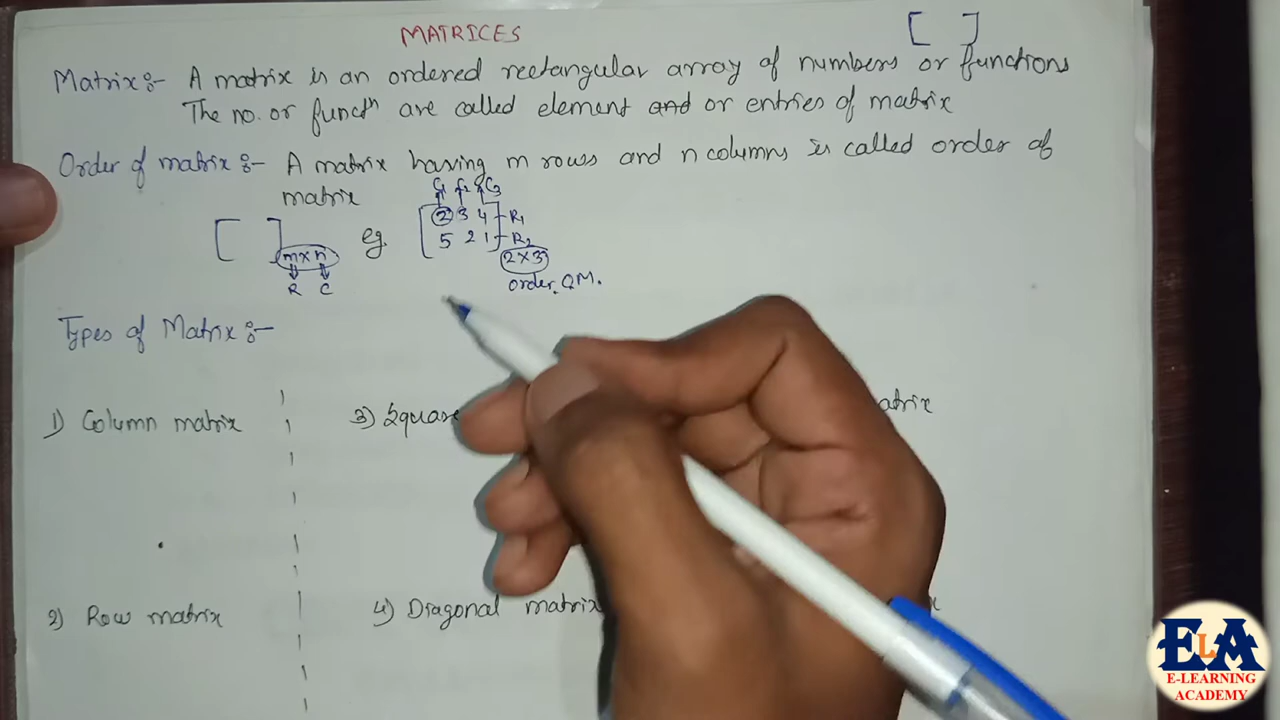 MATRICES
[ ]
Matrix :- A matrix is an ordered rectangular array of numbers or functions
The no. or functn are called element and or entries of matrix
Order of matrix :- A matrix having m rows and n columns is called order of
matrix
C1 C2 C3
[ ] m×n eg. [ 2 3 4 R1
5 2 1 ] R2
2×3
R C order. O.M.
Types of Matrix :-
1) Column matrix 3) Square atrix
2) Row matrix 4) Diagonal matrix x
ELA
E-LEARNING
ACADEMY